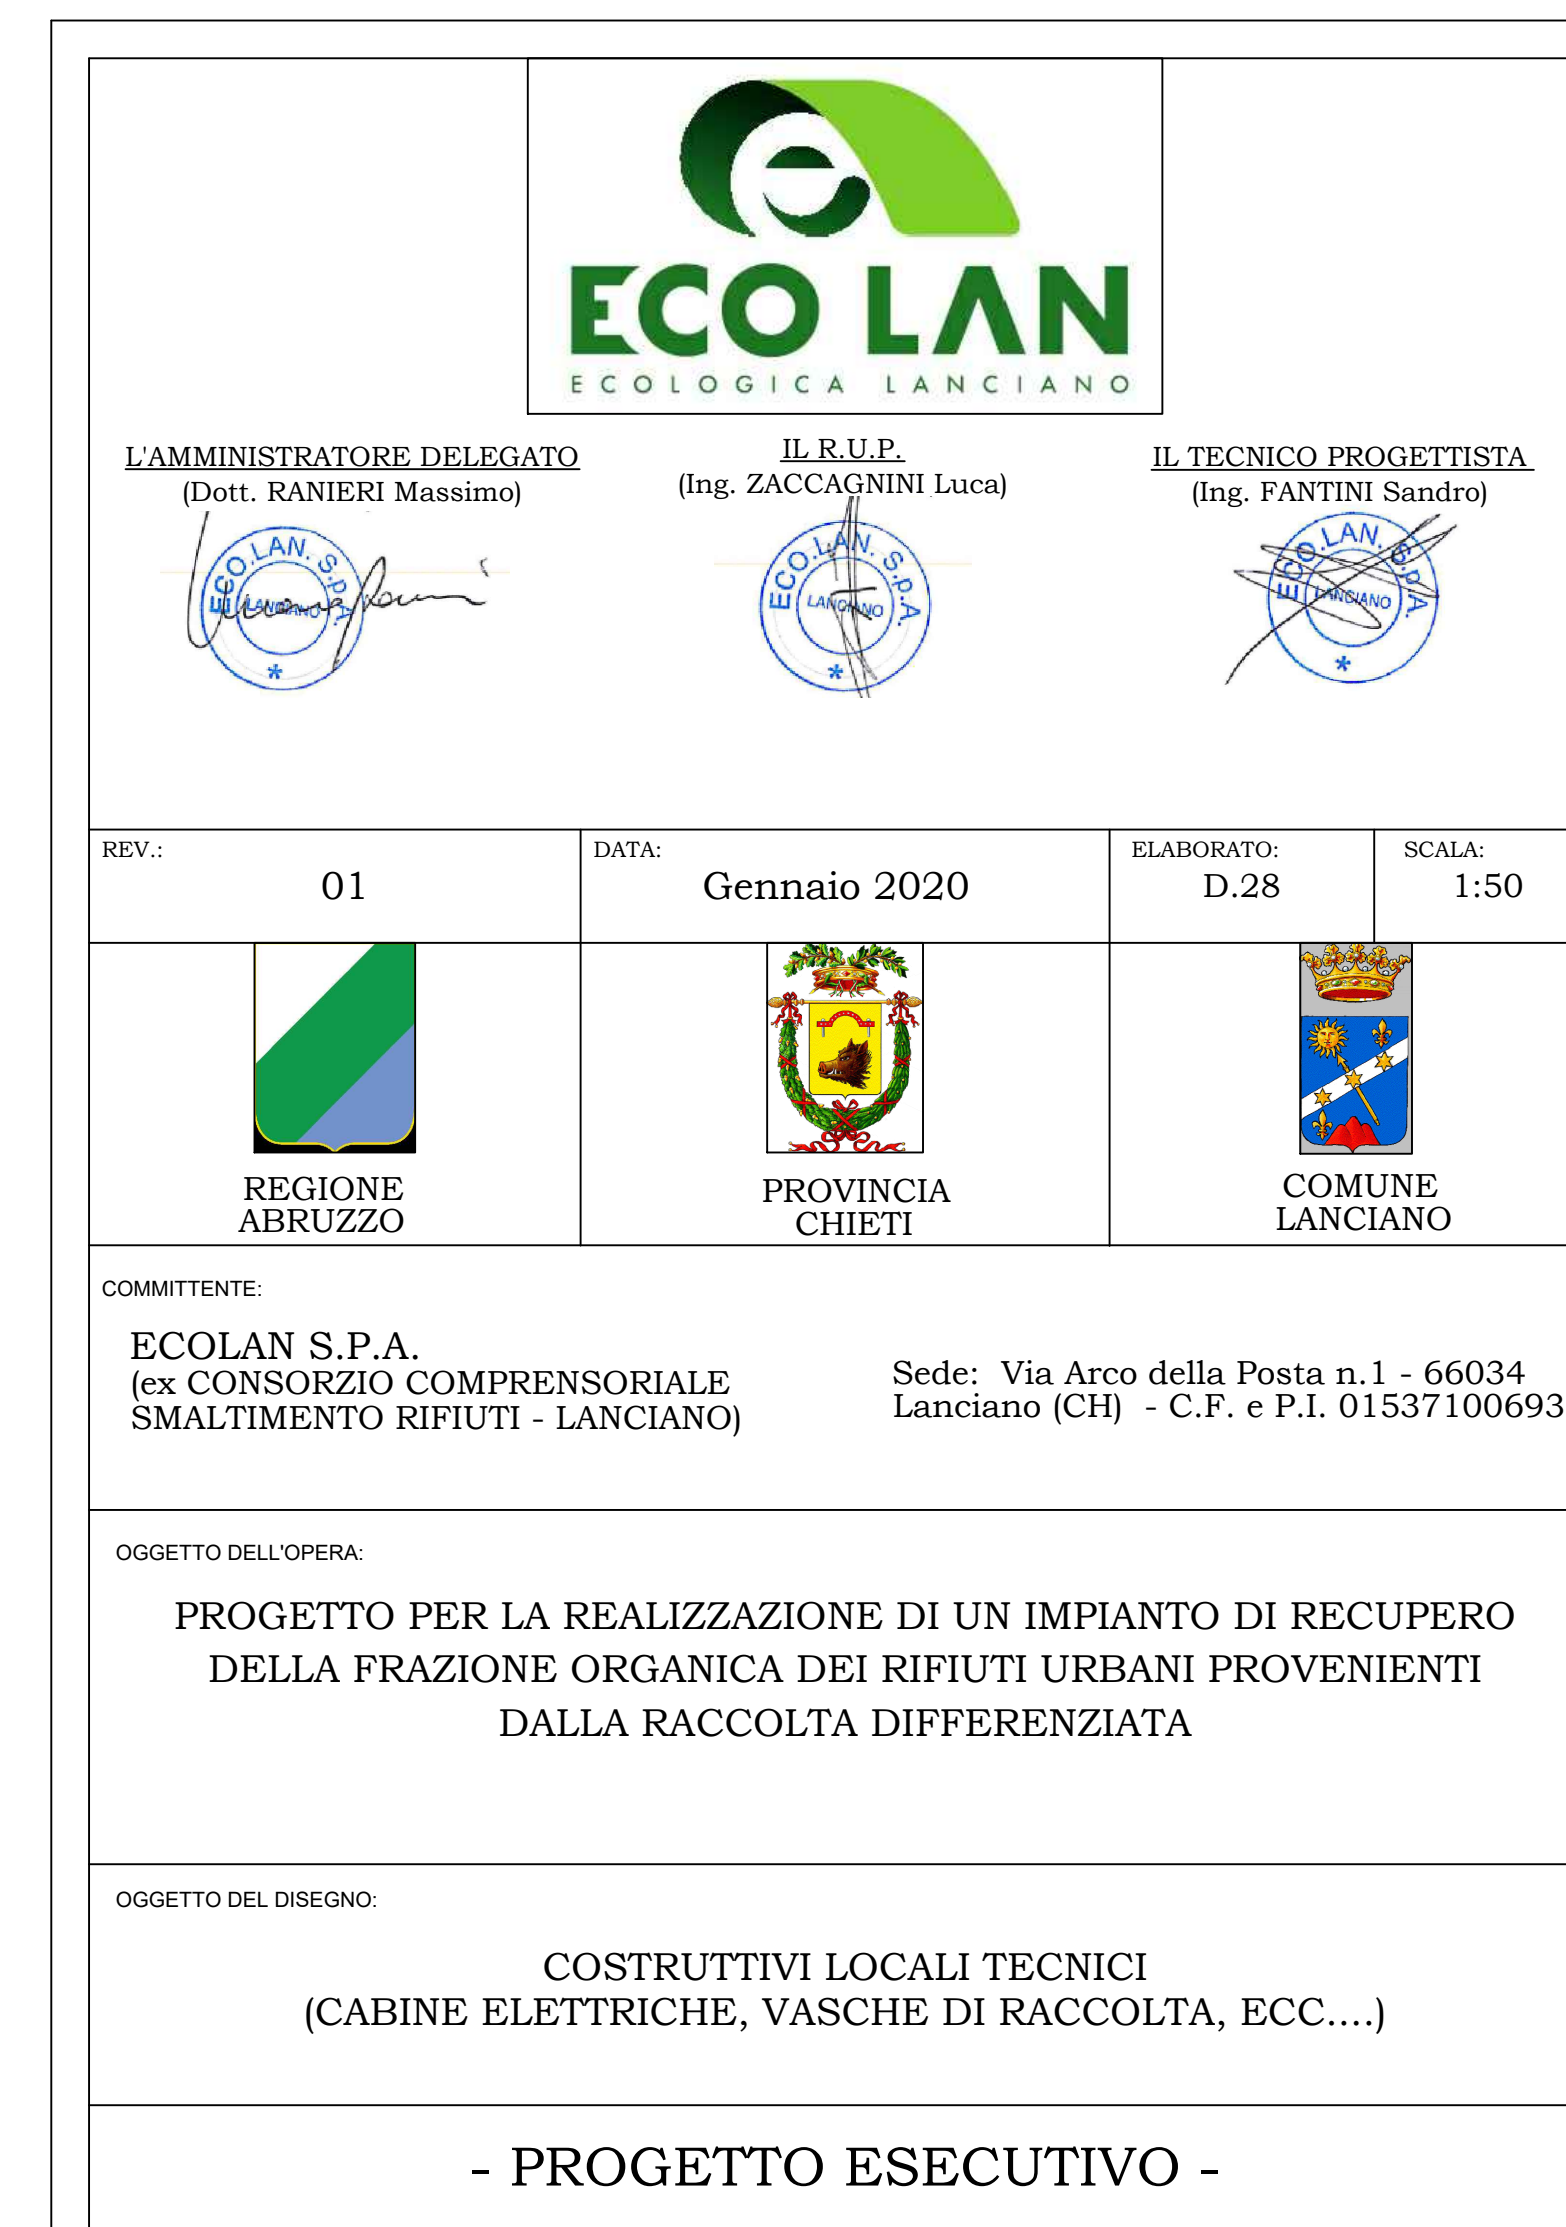 ECO LAN
ECOLOGICA LANCIANO
L'AMMINISTRATORE DELEGATO
(Dott. RANIERI Massimo)
IL R.U.P.
(Ing. ZACCAGNINI Luca)
IL TECNICO PROGETTISTA
(Ing. FANTINI Sandro)
ECO.LAN. S.p.A.
LANCIANO
*
ECO.LAN. S.p.A.
LANCIANO
*
ECO.LAN. S.p.A.
LANCIANO
*
REV.:
01
DATA:
Gennaio 2020
ELABORATO:
D.28
SCALA:
1:50
REGIONE
ABRUZZO
PROVINCIA
CHIETI
COMUNE
LANCIANO
COMMITTENTE:
ECOLAN S.P.A.
(ex CONSORZIO COMPRENSORIALE
SMALTIMENTO RIFIUTI - LANCIANO)
Sede: Via Arco della Posta n.1 - 66034
Lanciano (CH) - C.F. e P.I. 01537100693
OGGETTO DELL'OPERA:
PROGETTO PER LA REALIZZAZIONE DI UN IMPIANTO DI RECUPERO
DELLA FRAZIONE ORGANICA DEI RIFIUTI URBANI PROVENIENTI
DALLA RACCOLTA DIFFERENZIATA
OGGETTO DEL DISEGNO:
COSTRUTTIVI LOCALI TECNICI
(CABINE ELETTRICHE, VASCHE DI RACCOLTA, ECC....)
- PROGETTO ESECUTIVO -